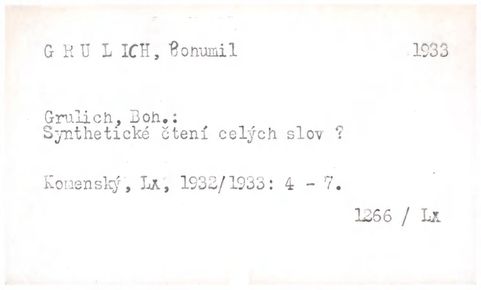 G R U L ICH, Bohumil 1933
Grulich, Boh.:
Synthetické čtení celých slov ?
Komenský, Lx, 1932/1933: 4 - 7.
1266 / Lx